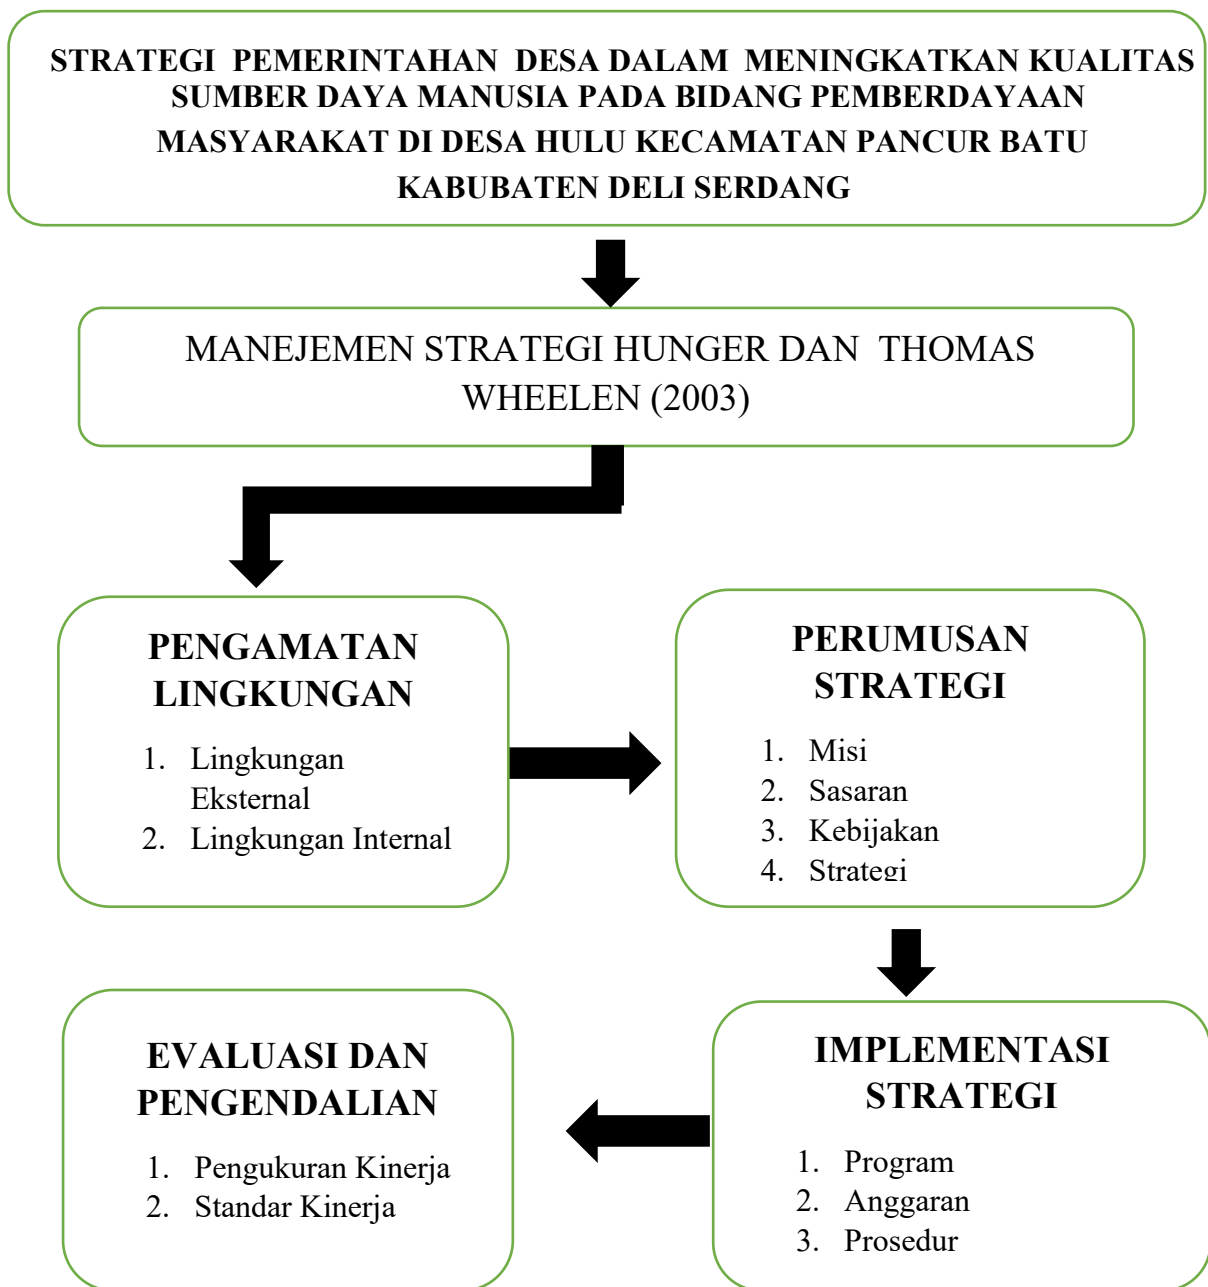 STRATEGI PEMERINTAHAN DESA DALAM MENINGKATKAN KUALITAS
SUMBER DAYA MANUSIA PADA BIDANG PEMBERDAYAAN
MASYARAKAT DI DESA HULU KECAMATAN PANCUR BATU
KABUBATEN DELI SERDANG
MANEJEMEN STRATEGI HUNGER DAN THOMAS
WHEELEN (2003)
PENGAMATAN
LINGKUNGAN
1. Lingkungan
Eksternal
2. Lingkungan Internal
PERUMUSAN
STRATEGI
1. Misi
2. Sasaran
3. Kebijakan
4. Strategi
IMPLEMENTASI
STRATEGI
1. Program
2. Anggaran
3. Prosedur
EVALUASI DAN
PENGENDALIAN
1. Pengukuran Kinerja
2. Standar Kinerja